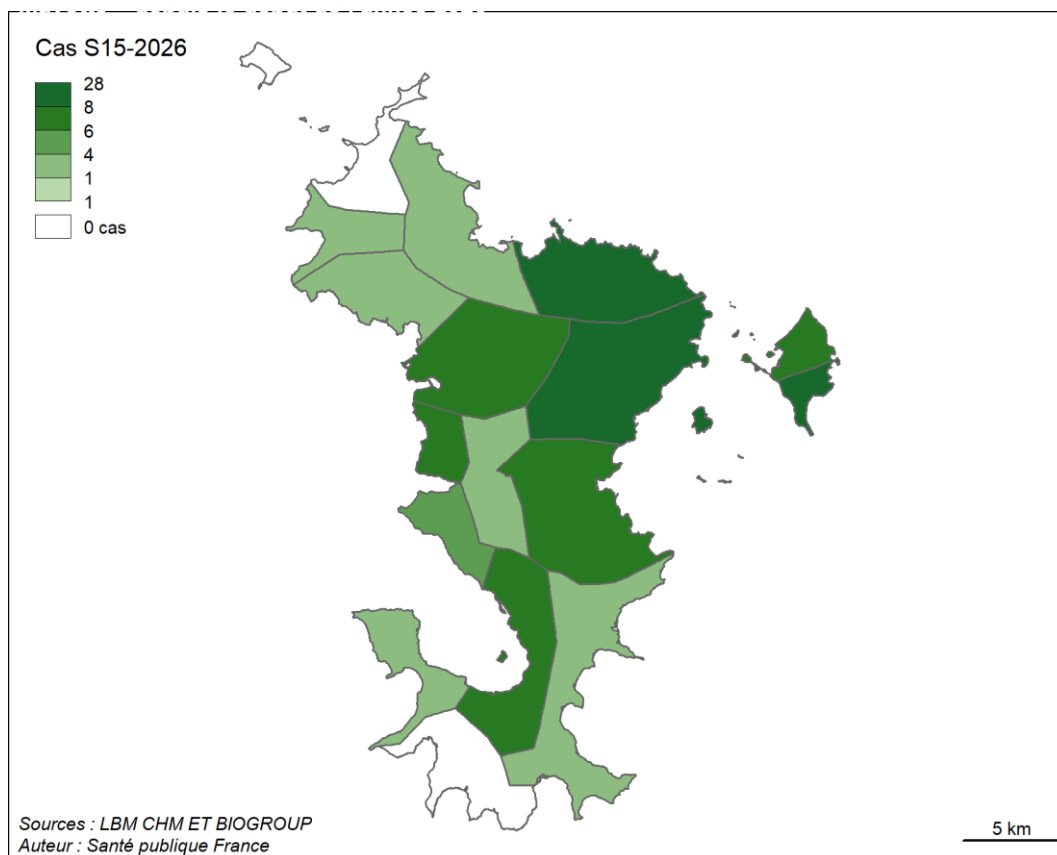 Cas S15-2026
28
8
6
4
1
1
0 cas
Sources : LBM CHM ET BIOGROUP
Auteur : Santé publique France
5 km